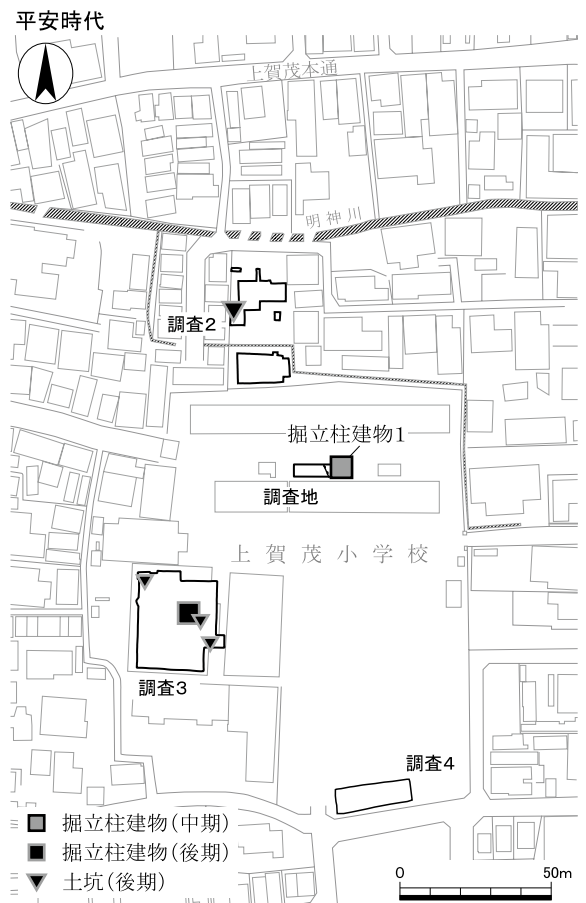 平安時代
上賀茂本通
明神川
調査2
掘立柱建物1
調査地
上賀茂小学校
調査3
調査4
掘立柱建物(中期)
掘立柱建物(後期)
土坑(後期)
0 50m